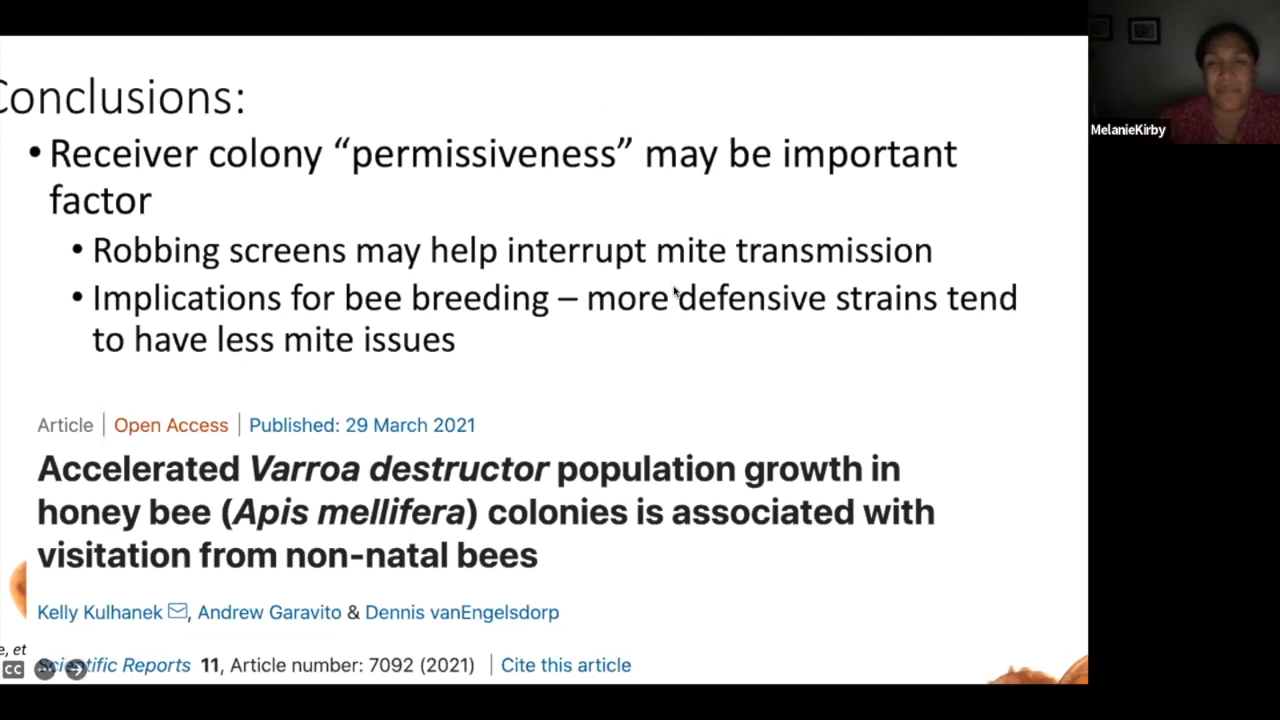 Conclusions:
• Receiver colony “permissiveness” may be important
factor
• Robbing screens may help interrupt mite transmission
• Implications for bee breeding – more defensive strains tend
to have less mite issues
Article | Open Access | Published: 29 March 2021
Accelerated Varroa destructor population growth in
honey bee (Apis mellifera) colonies is associated with
visitation from non-natal bees
Kelly Kulhanek, Andrew Garavito & Dennis vanEngelsdorp
e, et
Scientific Reports 11, Article number: 7092 (2021) | Cite this article
CC
MelanieKirby